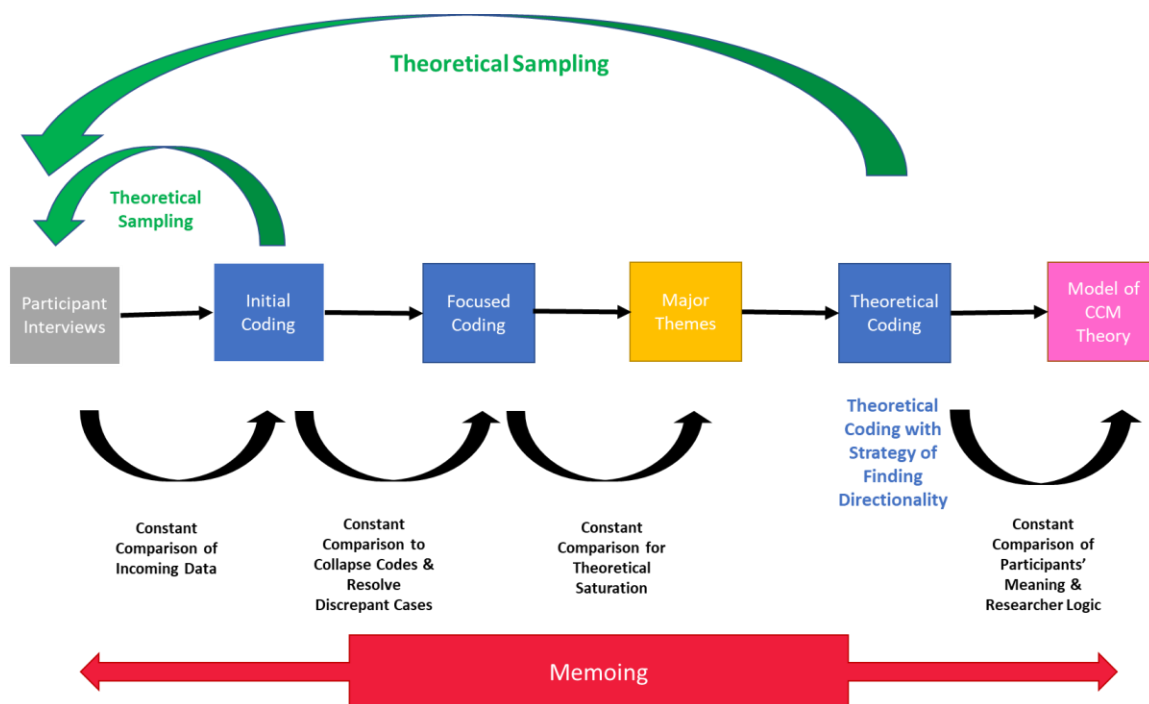 Theoretical Sampling
Theoretical
Sampling
Participant
Interviews
Initial
Coding
Focused
Coding
Major
Themes
Theoretical
Coding
Model of
CCM
Theory
Theoretical
Coding with
Strategy of
Finding
Directionality
Constant
Comparison of
Incoming Data
Constant
Comparison to
Collapse Codes &
Resolve
Discrepant Cases
Constant
Comparison for
Theoretical
Saturation
Constant
Comparison of
Participants’
Meaning &
Researcher Logic
Memoing